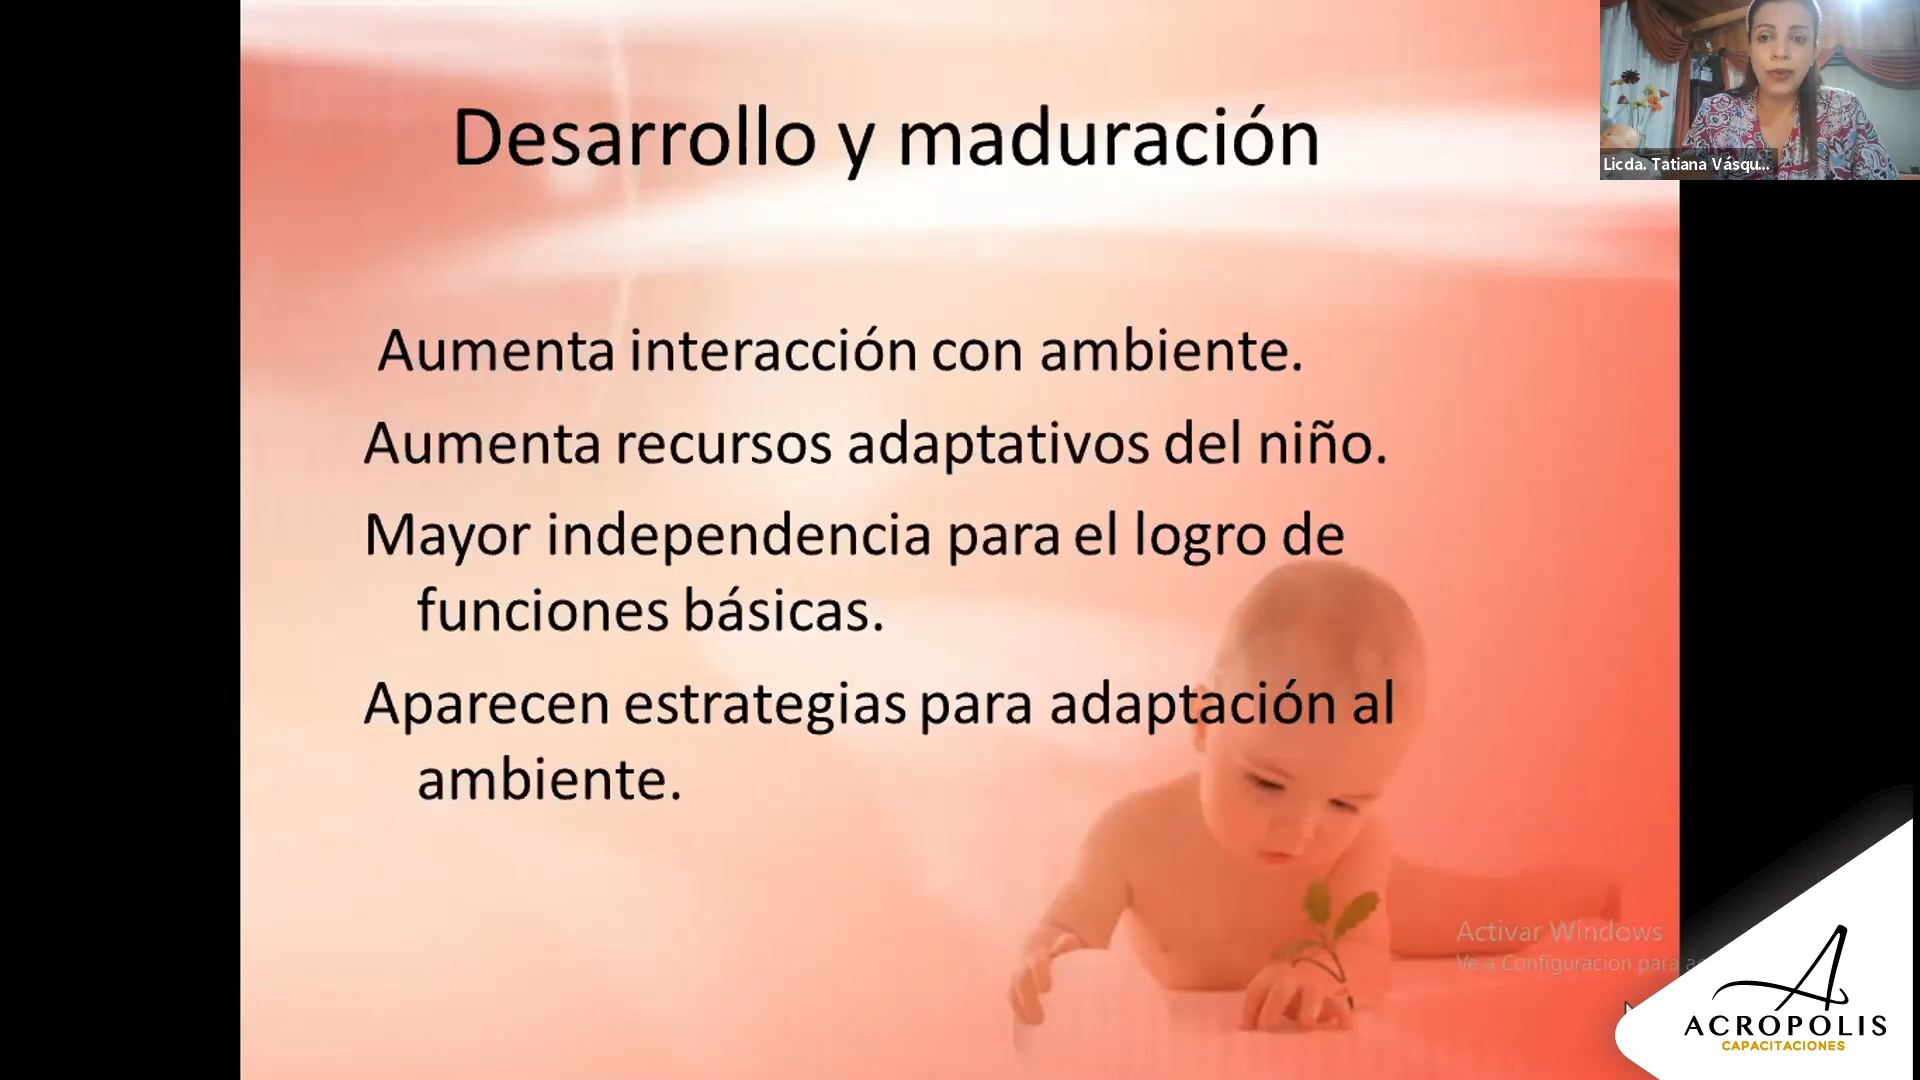 Desarrollo y maduración
Licda. Tatiana Vásqu...
Aumenta interacción con ambiente.
Aumenta recursos adaptativos del niño.
Mayor independencia para el logro de
funciones básicas.
Aparecen estrategias para adaptación al
ambiente.
Activar Windows
Ve a Configuración para
ACROPOLIS
CAPACITACIONES